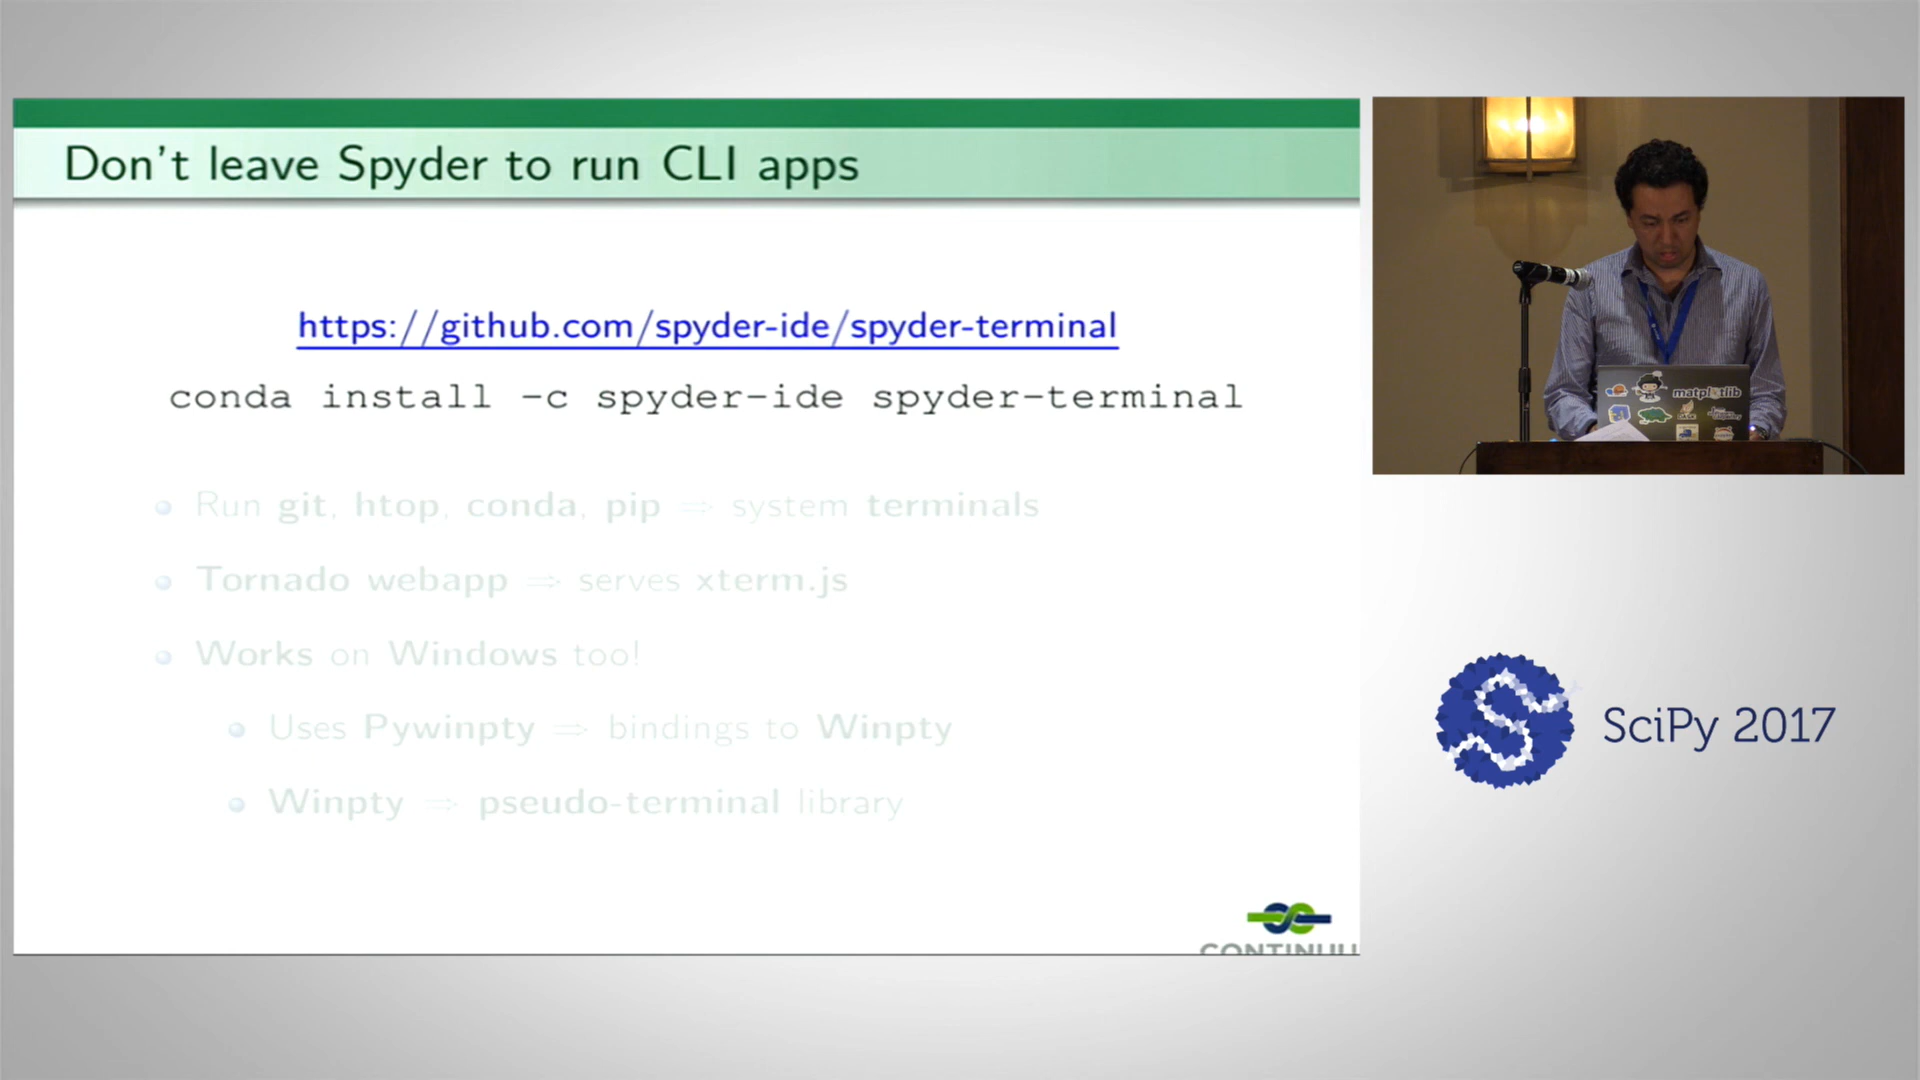 Don't leave Spyder to run CLI apps
https://github.com/spyder-ide/spyder-terminal
conda install -c spyder-ide spyder-terminal
Run git, htop, conda, pip ⇒ system terminals
Tornado webapp ⇒ serves xterm.js
Works on Windows too!
Uses Pywinpty ⇒ bindings to Winpty
Winpty ⇒ pseudo-terminal library
matplotlib
SciPy 2017